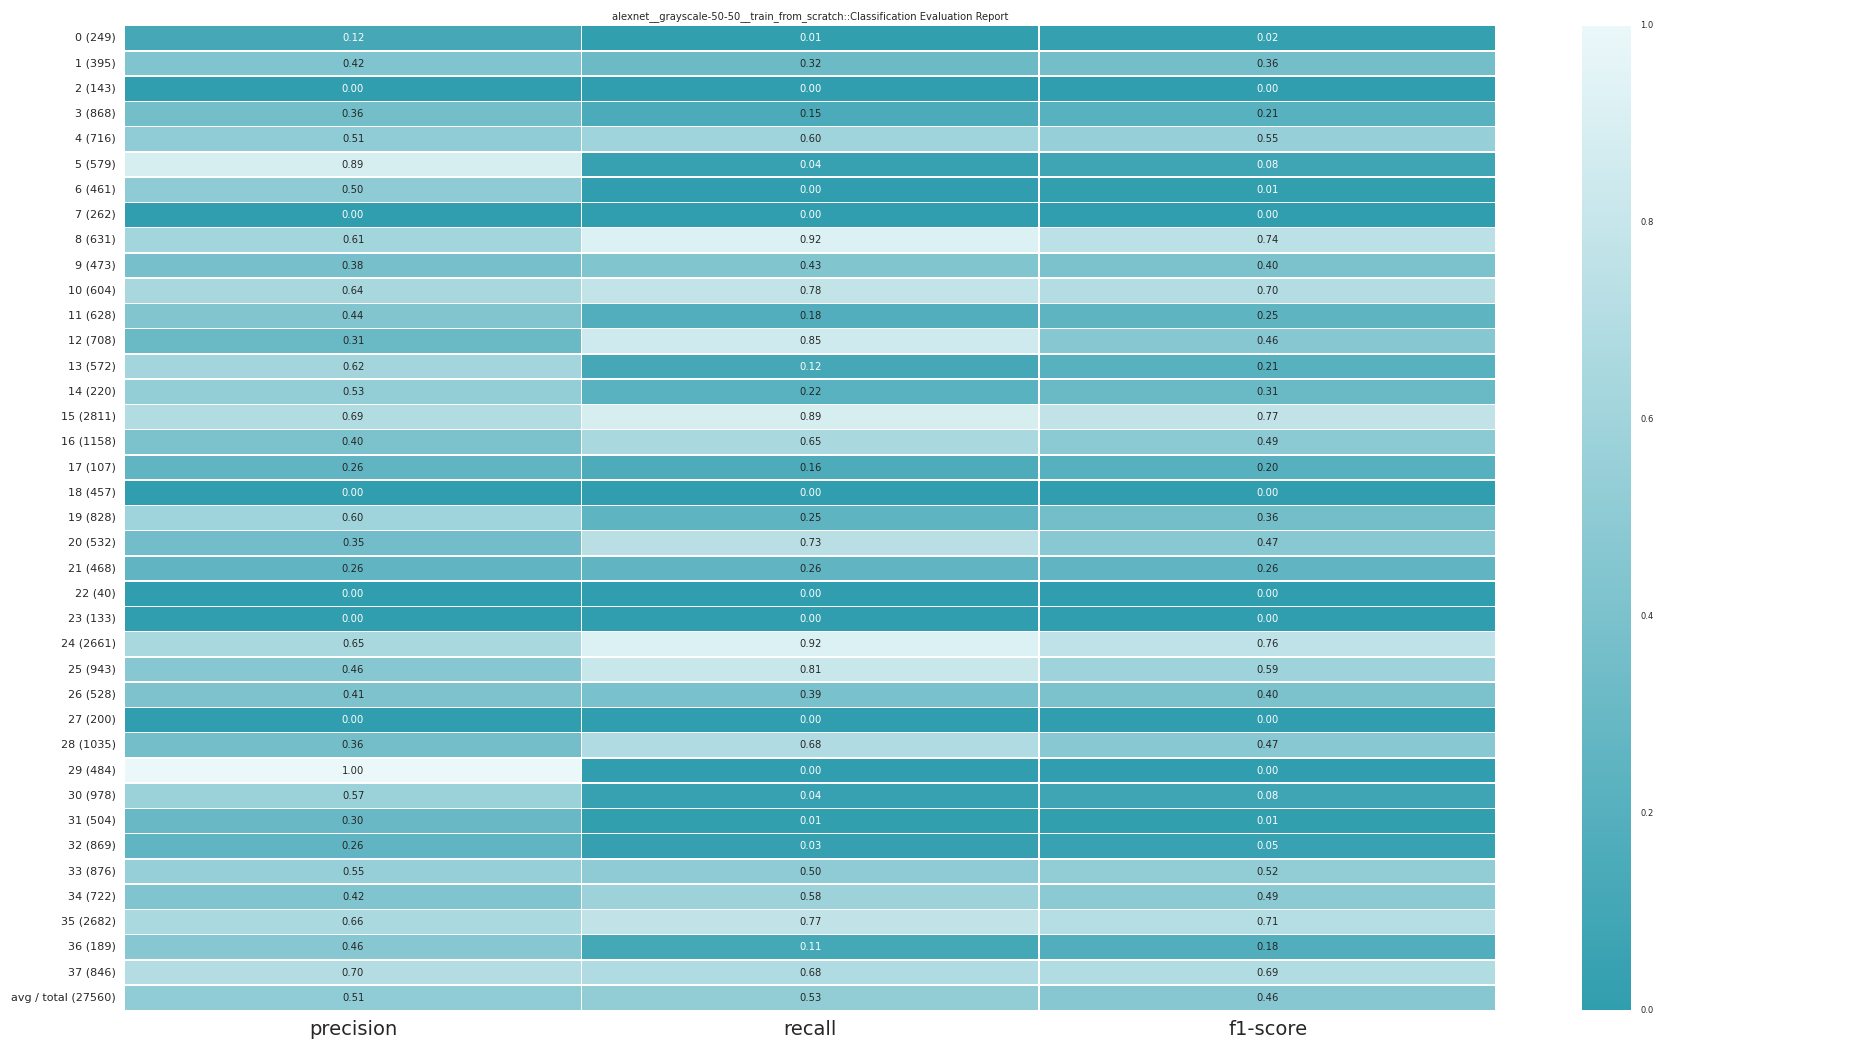 alexnet__grayscale-50-50__train_from_scratch::Classification Evaluation Report
0 (249) 0.12 0.01 0.02
1 (395) 0.42 0.32 0.36
2 (143) 0.00 0.00 0.00
3 (868) 0.36 0.15 0.21
4 (716) 0.51 0.60 0.55
5 (579) 0.89 0.04 0.08
6 (461) 0.50 0.00 0.01
7 (262) 0.00 0.00 0.00
8 (631) 0.61 0.92 0.74
9 (473) 0.38 0.43 0.40
10 (604) 0.64 0.78 0.70
11 (628) 0.44 0.18 0.25
12 (708) 0.31 0.85 0.46
13 (572) 0.62 0.12 0.21
14 (220) 0.53 0.22 0.31
15 (2811) 0.69 0.89 0.77
16 (1158) 0.40 0.65 0.49
17 (107) 0.26 0.16 0.20
18 (457) 0.00 0.00 0.00
19 (828) 0.60 0.25 0.36
20 (532) 0.35 0.73 0.47
21 (468) 0.26 0.26 0.26
22 (40) 0.00 0.00 0.00
23 (133) 0.00 0.00 0.00
24 (2661) 0.65 0.92 0.76
25 (943) 0.46 0.81 0.59
26 (528) 0.41 0.39 0.40
27 (200) 0.00 0.00 0.00
28 (1035) 0.36 0.68 0.47
29 (484) 1.00 0.00 0.00
30 (978) 0.57 0.04 0.08
31 (504) 0.30 0.01 0.01
32 (869) 0.26 0.03 0.05
33 (876) 0.55 0.50 0.52
34 (722) 0.42 0.58 0.49
35 (2682) 0.66 0.77 0.71
36 (189) 0.46 0.11 0.18
37 (846) 0.70 0.68 0.69
avg / total (27560) 0.51 0.53 0.46
precision recall f1-score
1.0
0.8
0.6
0.4
0.2
0.0